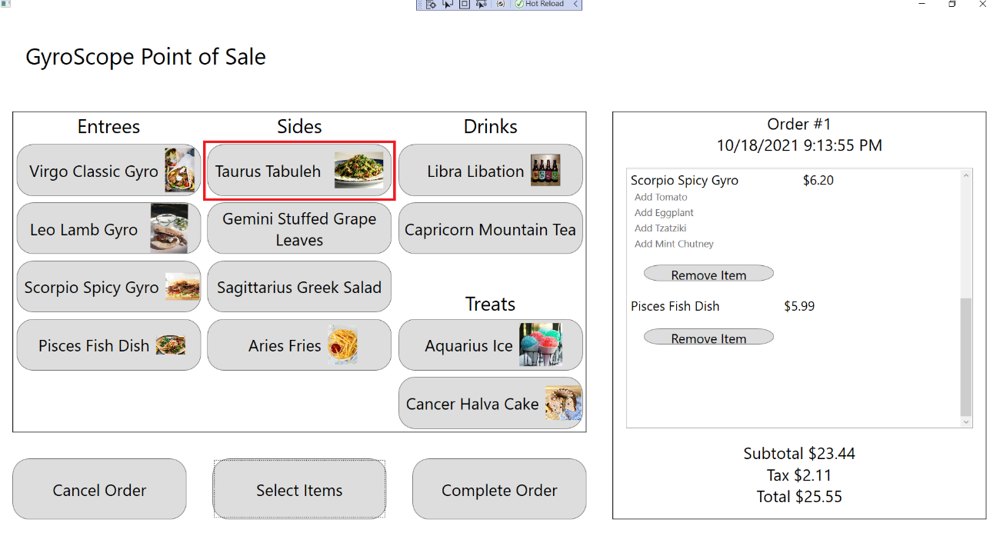 Hot Reload
GyroScope Point of Sale
Entrees
Virgo Classic Gyro
Leo Lamb Gyro
Scorpio Spicy Gyro
Pisces Fish Dish
Sides
Taurus Tabuleh
Gemini Stuffed Grape
Leaves
Sagittarius Greek Salad
Aries Fries
Drinks
Libra Libation
Capricorn Mountain Tea
Treats
Aquarius Ice
Cancer Halva Cake
Cancel Order
Select Items
Complete Order
Order #1
10/18/2021 9:13:55 PM
Scorpio Spicy Gyro $6.20
Add Tomato
Add Eggplant
Add Tzatziki
Add Mint Chutney
Remove Item
Pisces Fish Dish $5.99
Remove Item
Subtotal $23.44
Tax $2.11
Total $25.55